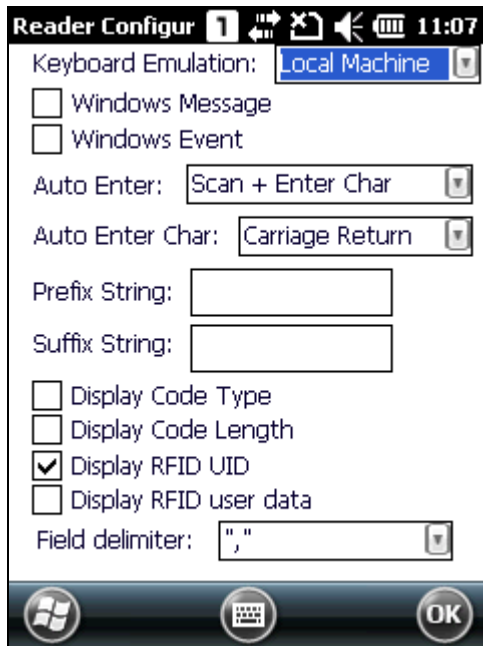 Reader Configur 1 11:07
Keyboard Emulation: Local Machine
Windows Message
Windows Event
Auto Enter: Scan + Enter Char
Auto Enter Char: Carriage Return
Prefix String:
Suffix String:
Display Code Type
Display Code Length
Display RFID UID
Display RFID user data
Field delimiter: ","
OK